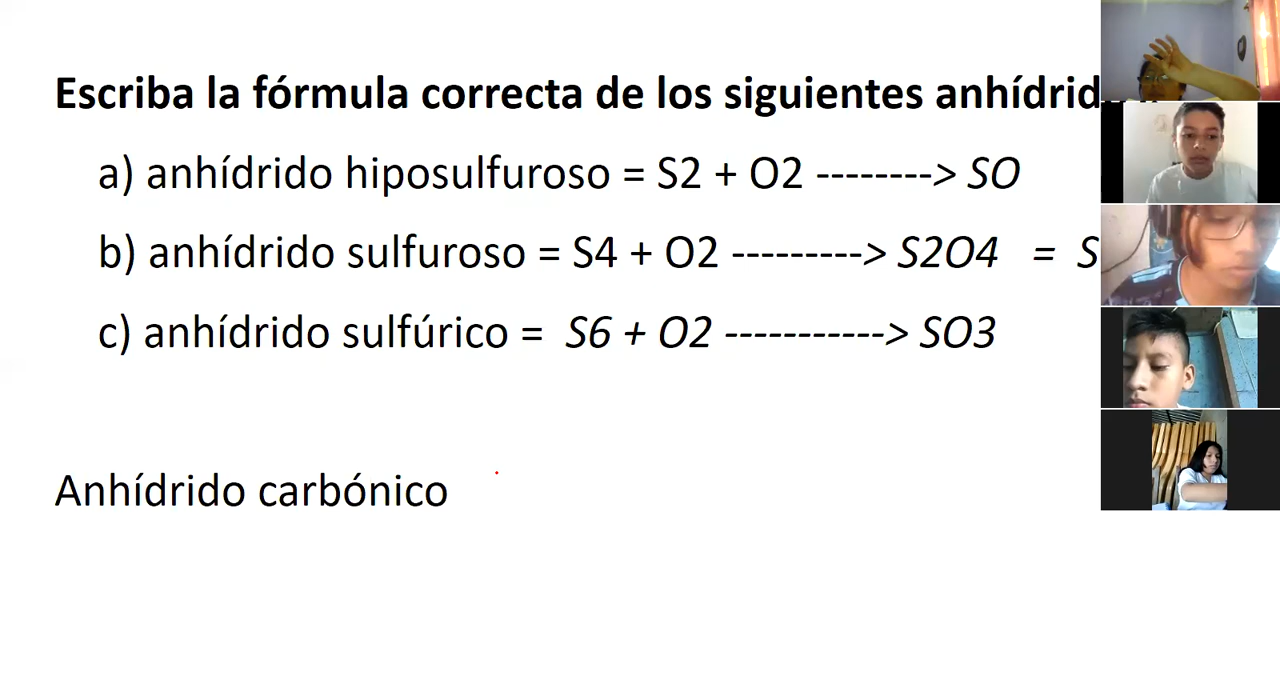 Escriba la fórmula correcta de los siguientes
a) anhídrido hiposulfuroso = S2 + O2 --------> SO
b) anhídrido sulfuroso = S4 + O2 ---------> S2O4 = S
c) anhídrido sulfúrico = S6 + O2 -----------> SO3
Anhídrido carbónico